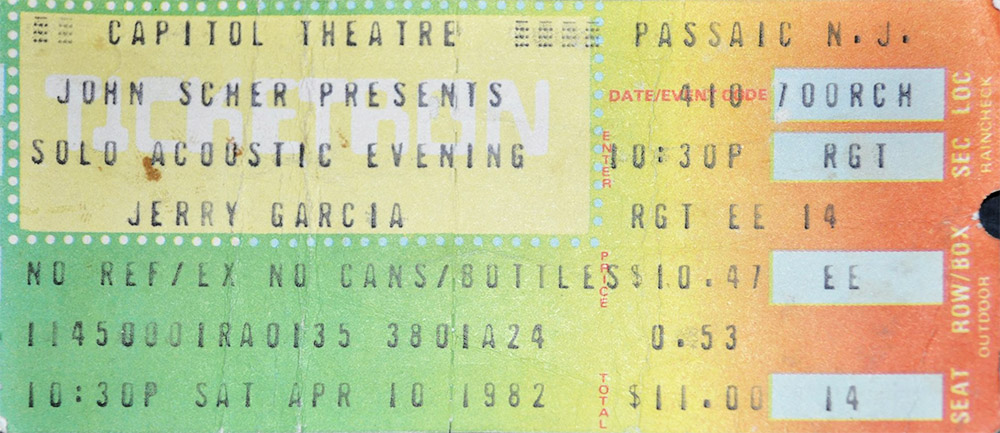 CAPITOL THEATRE PASSAIC N.J.
JOHN SCHER PRESENTS
TICKETRON
DATE/EVENT CODE
410 700RCH
LOC
SOLO ACOUSTIC EVENING
ENTER
10:30P RGT
SEC
RAINCHECK
JERRY GARCIA RGT EE 14
NO REF/EX NO CANS/BOTTLES
PRICE
$10.47 EE
ROW/BOX
OUTDOOR
11450001RA0135 3801A24 0.53
10:30P SAT APR 10 1982
TOTAL
$11.00 14
SEAT